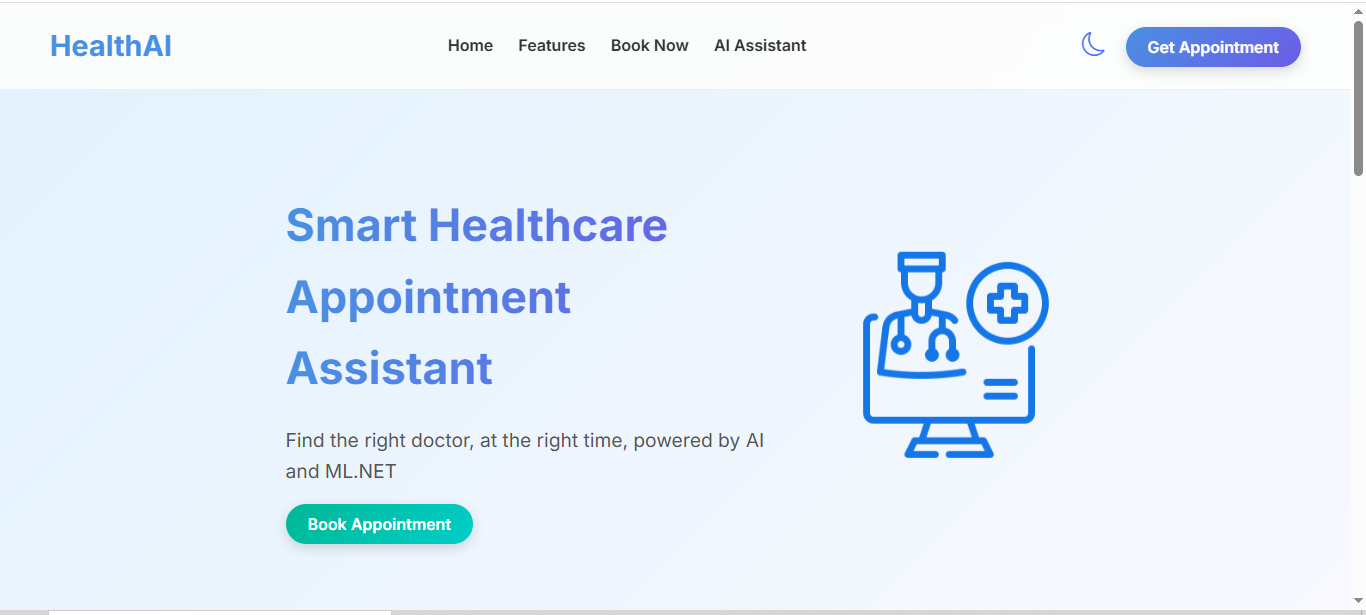 HealthAI
Home Features Book Now AI Assistant
Get Appointment
Smart Healthcare
Appointment
Assistant
Find the right doctor, at the right time, powered by AI
and ML.NET
Book Appointment